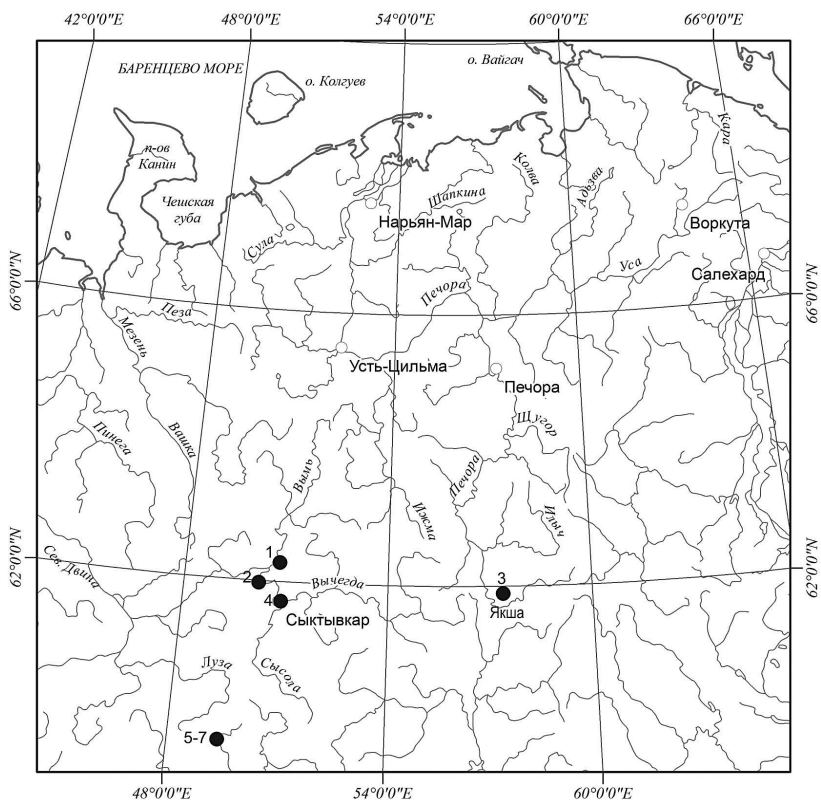 42°0'0"E 48°0'0"E 54°0'0"E 60°0'0"E 66°0'0"E
БАРЕНЦЕВО МОРЕ
о. Колгуев
о. Вайгач
Кара
п-ов
Канин
Чешская
губа
Колва
Шапкина
Адьзва
Нарьян-Мар
Воркута
Сула
Уса
Салехард
66°0'0"N
66°0'0"N
Печора
Пеза
Мезень
Усть-Цильма
Печора
Щугор
Пинега
Вашка
Вымь
Печора
Ижма
Илыч
62°0'0"N
62°0'0"N
Сев. Двина
1
2
Вычегда
3
4
Якша
Сыктывкар
Луза
Сысола
5-7
48°0'0"E 54°0'0"E 60°0'0"E